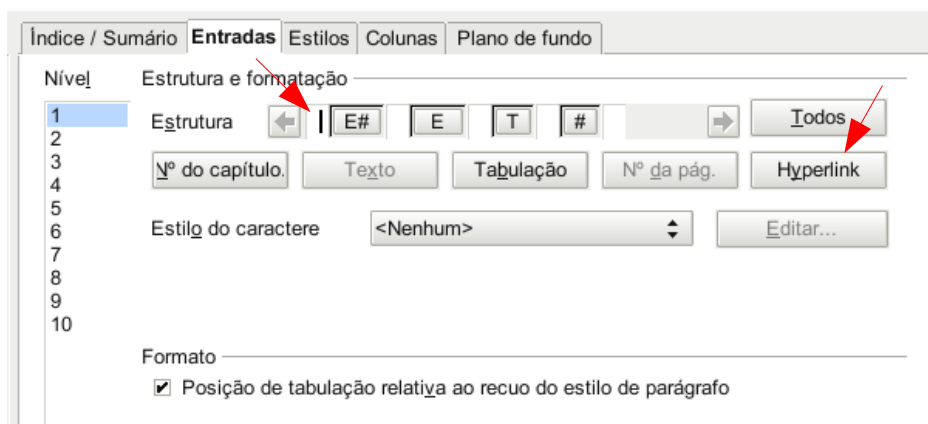 Índice / Sumário Entradas Estilos Colunas Plano de fundo
Nível Estrutura e formatação
1
2
3
4
5
6
7
8
9
10
Estrutura E# E T # Todos
Nº do capítulo. Texto Tabulação Nº da pág. Hyperlink
Estilo do caractere <Nenhum> Editar...
Formato
Posição de tabulação relativa ao recuo do estilo de parágrafo